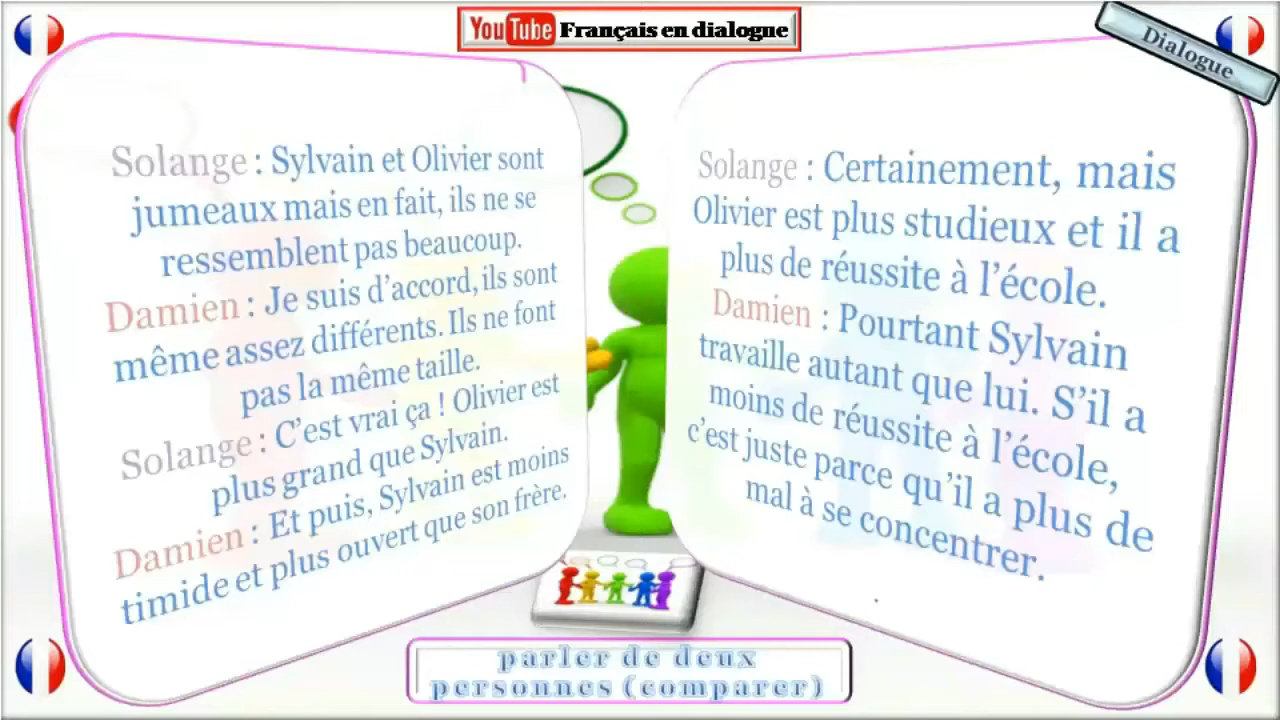 YouTube Français en dialogue
Dialogue
Solange : Sylvain et Olivier sont
jumeaux mais en fait, ils ne se
ressemblent pas beaucoup.
Damien : Je suis d'accord, ils sont
même assez différents. Ils ne font
pas la même taille.
Solange : C'est vrai ça ! Olivier est
plus grand que Sylvain.
Damien : Et puis, Sylvain est moins
timide et plus ouvert que son frère.
Solange : Certainement, mais
Olivier est plus studieux et il a
plus de réussite à l'école.
Damien : Pourtant Sylvain
travaille autant que lui. S'il a
moins de réussite à l'école,
c'est juste parce qu'il a plus de
mal à se concentrer.
parler de deux
personnes (comparer)